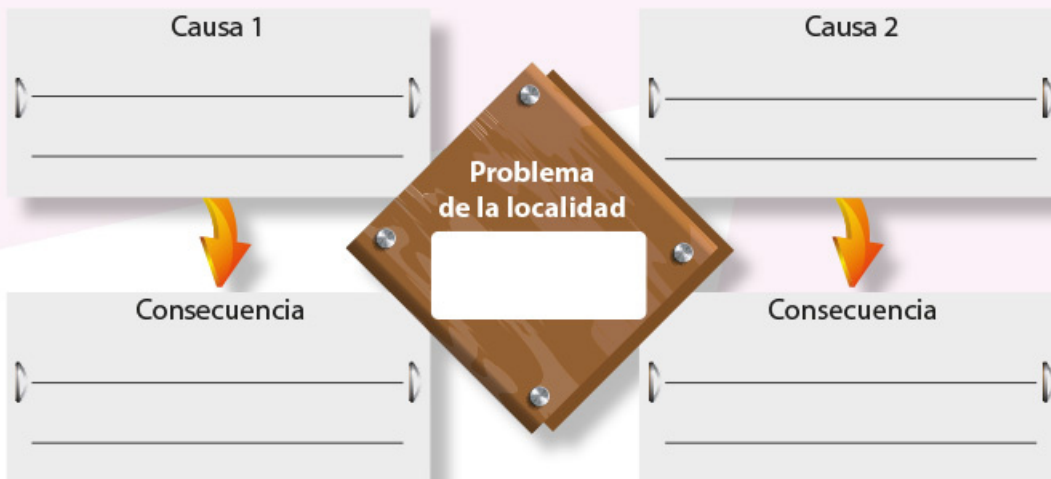 Causa 1
Causa 2
Problema
de la localidad
Consecuencia
Consecuencia